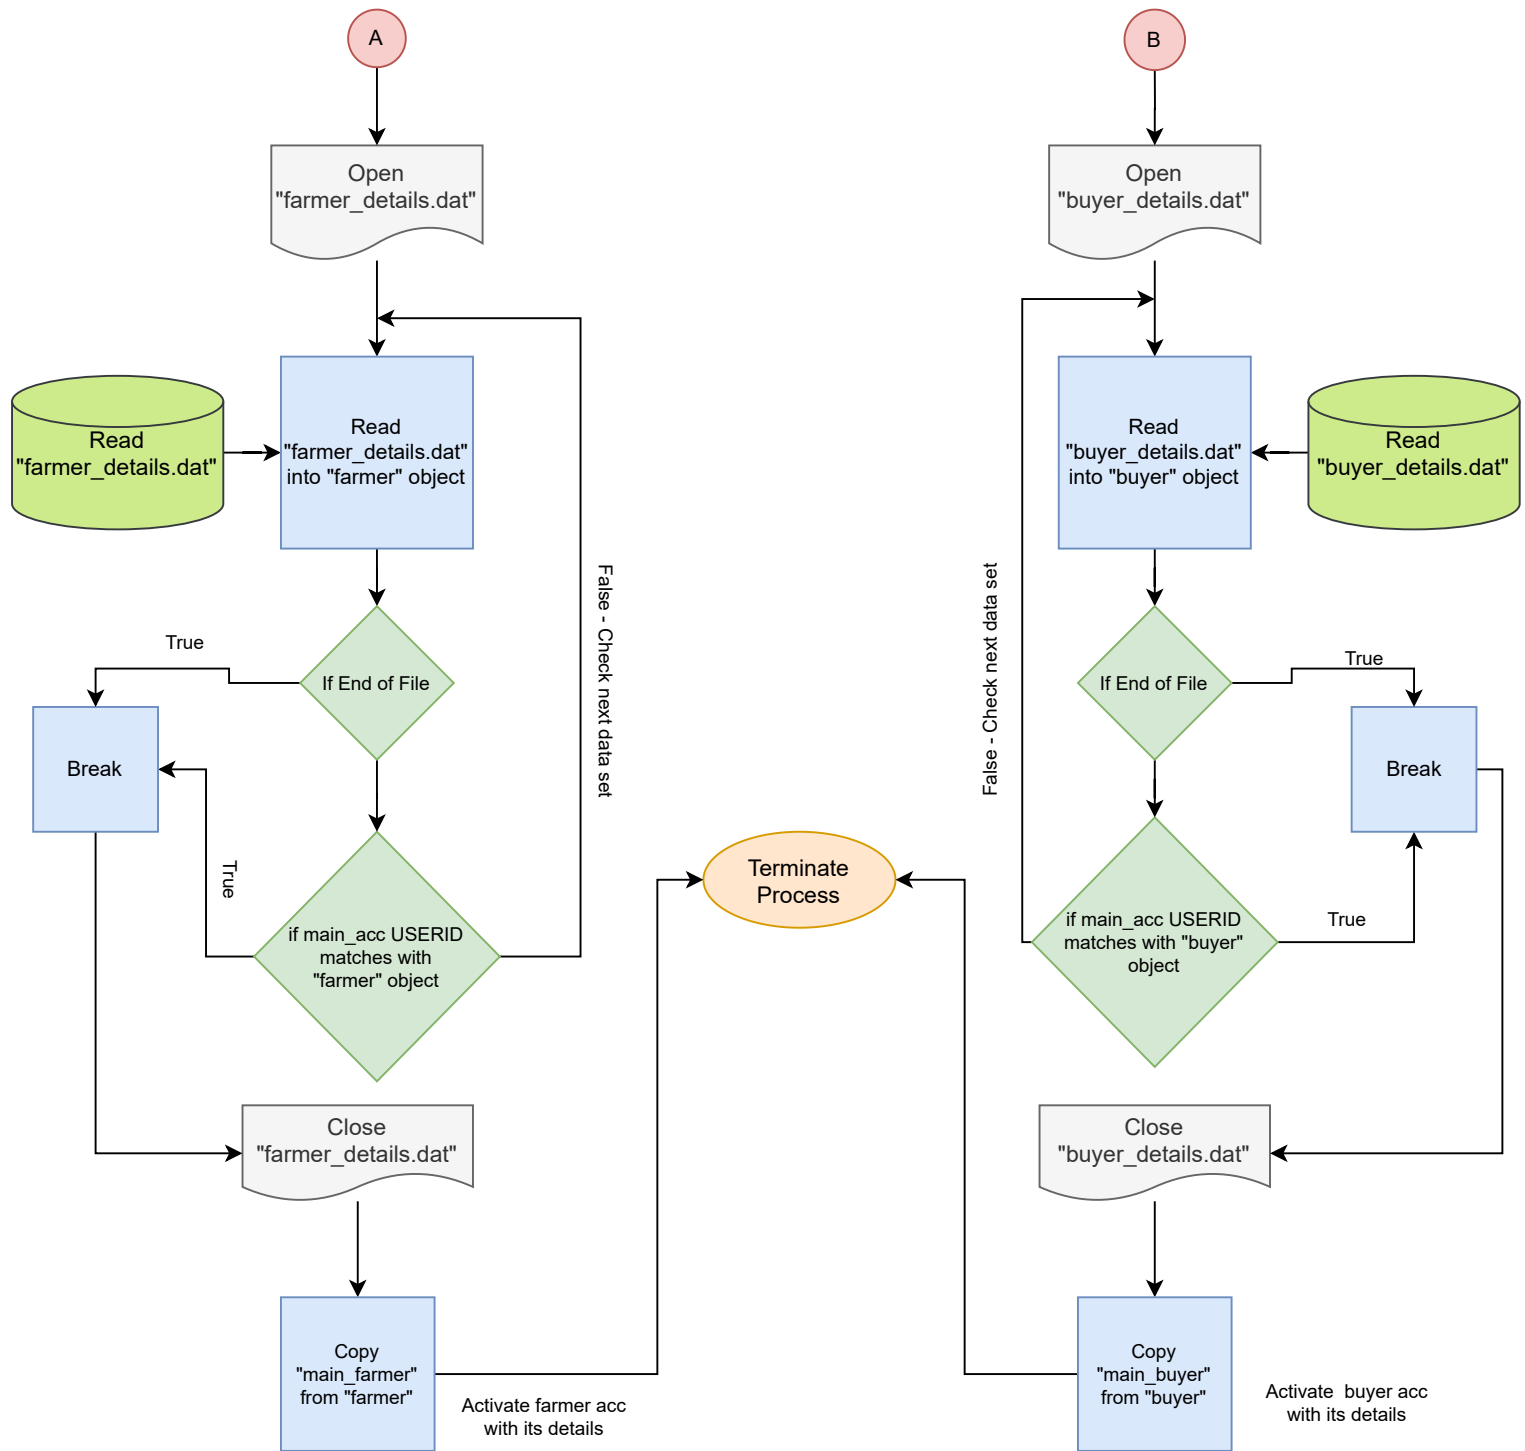 A
Open
"farmer_details.dat"
Read
"farmer_details.dat"
Read
"farmer_details.dat"
into "farmer" object
False - Check next data set
True
If End of File
Break
True
if main_acc USERID
matches with
"farmer" object
Close
"farmer_details.dat"
Copy
"main_farmer"
from "farmer"
Activate farmer acc
with its details
Terminate
Process
B
Open
"buyer_details.dat"
Read
"buyer_details.dat"
into "buyer" object
Read
"buyer_details.dat"
False - Check next data set
If End of File
True
Break
if main_acc USERID
matches with "buyer"
object
True
Close
"buyer_details.dat"
Copy
"main_buyer"
from "buyer"
Activate  buyer acc
with its details